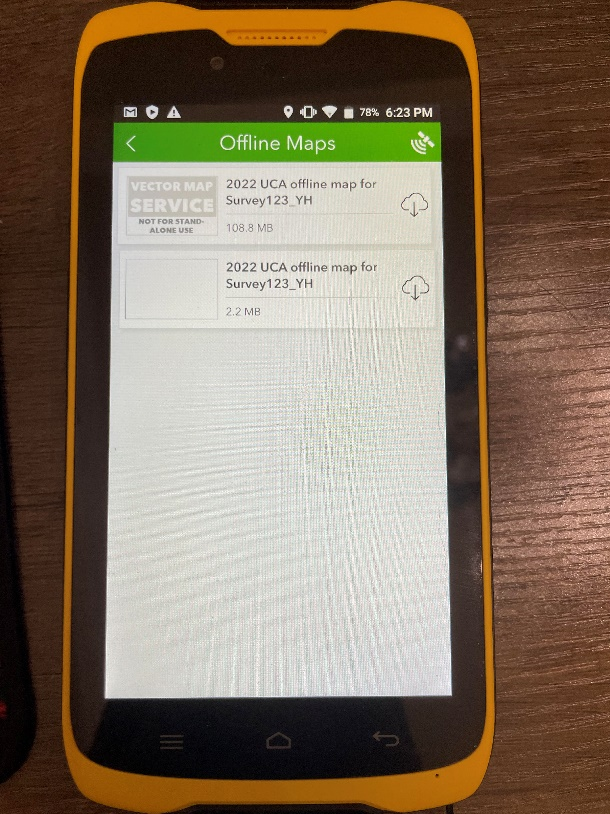 78% 6:23 PM
Offline Maps
VECTOR MAP
SERVICE
NOT FOR STAND-
ALONE USE
2022 UCA offline map for
Survey123_YH
108.8 MB
2022 UCA offline map for
Survey123_YH
2.2 MB